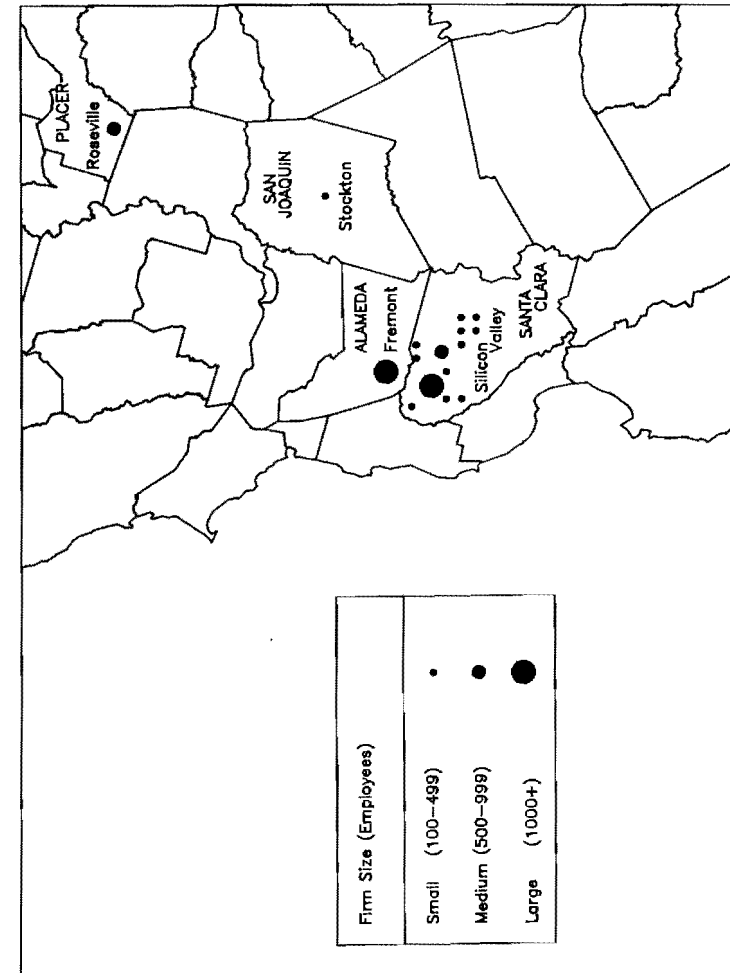 PLACER
Roseville
SAN
JOAQUIN
Stockton
ALAMEDA
Fremont
Silicon
Valley
SANTA
CLARA
Firm Size (Employees)
Small (100-499)
Medium (500-999)
Large (1000+)